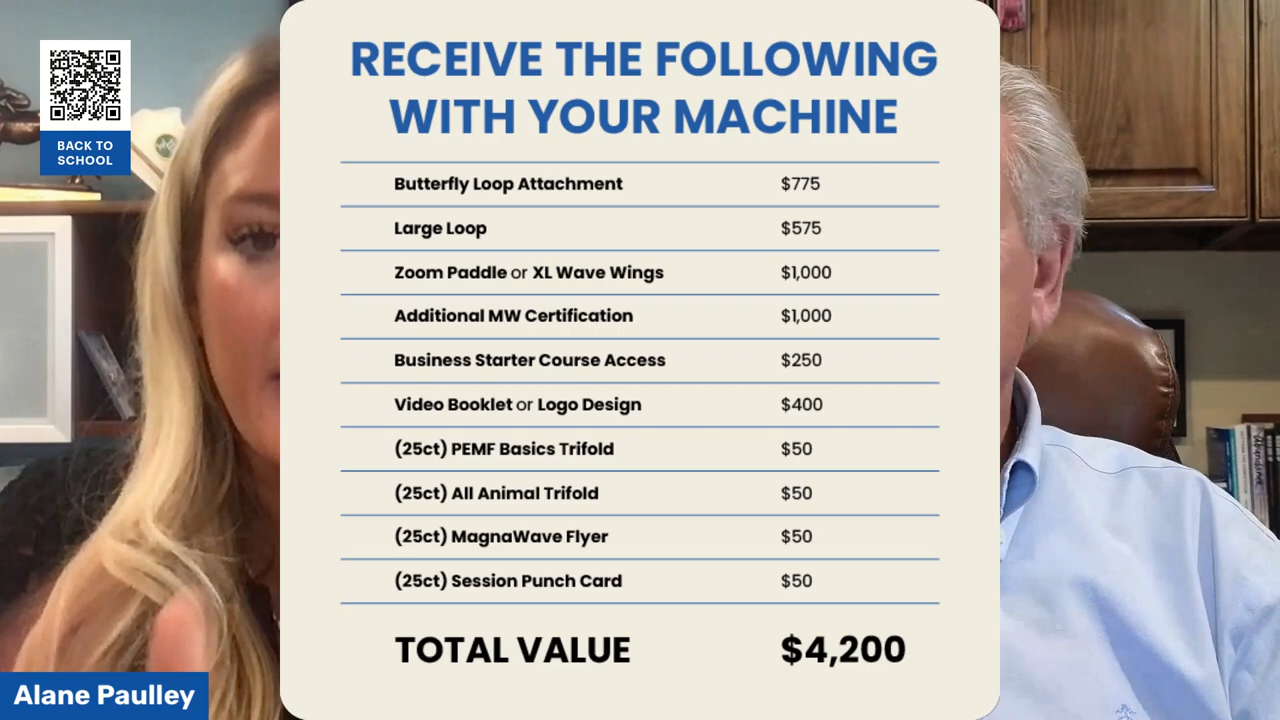 BACK TO
SCHOOL
RECEIVE THE FOLLOWING
WITH YOUR MACHINE
Butterfly Loop Attachment $775
Large Loop $575
Zoom Paddle or XL Wave Wings $1,000
Additional MW Certification $1,000
Business Starter Course Access $250
Video Booklet or Logo Design $400
(25ct) PEMF Basics Trifold $50
(25ct) All Animal Trifold $50
(25ct) MagnaWave Flyer $50
(25ct) Session Punch Card $50
TOTAL VALUE $4,200
Alane Paulley